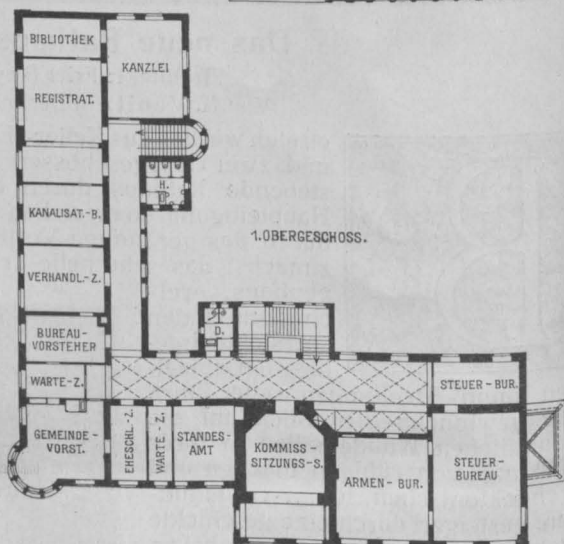 BIBLIOTHEK
KANZLEI
REGISTRAT.
H.
KANALISAT.-B.
1.OBERGESCHOSS.
VERHANDL.-Z.
BUREAU-
VORSTEHER
D.
WARTE-Z.
STEUER-BUR.
GEMEINDE-
VORST.
EHESCHL-Z.
WARTE-Z.
STANDES-
AMT
KOMMISS
SITZUNGS-S.
ARMEN-BUR.
STEUER-
BUREAU